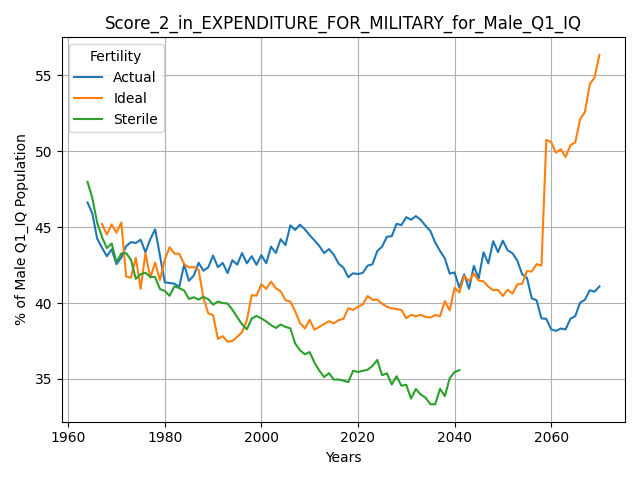 Score_2_in_EXPENDITURE_FOR_MILITARY_for_Male_Q1_IQ
Fertility
Actual
Ideal
Sterile
% of Male Q1_IQ Population
55
50
45
40
35
1960
1980
2000
2020
2040
2060
Years